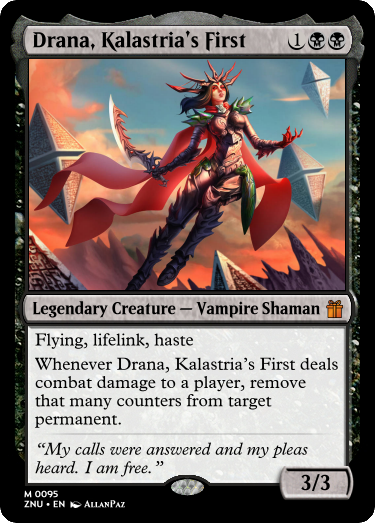 Drana, Kalastria's First 1
Legendary Creature — Vampire Shaman
Flying, lifelink, haste
Whenever Drana, Kalastria's First deals
combat damage to a player, remove
that many counters from target
permanent.
“My calls were answered and my pleas
heard. I am free.”
3/3
M 0095
ZNU • EN AllanPaz